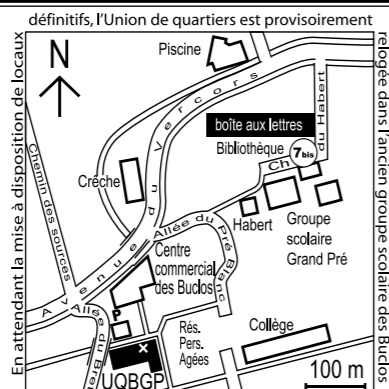 définitifs, l'Union de quartiers est provisoirement
relogée dans l'ancien groupe scolaire des Buclos
En attendant la mise à disposition de locaux
N
Piscine
boîte aux lettres
Bibliothèque
7bis
Ch du Habert
Chemin des sources
Crèche
Avenue du Vercors
Allée du Pré Blanc
Habert
Groupe
scolaire
Grand Pré
Centre
commercial
des Buclos
P
Allée du Bre
Rés.
Pers.
Agées
Collège
x
UQBGP
100 m